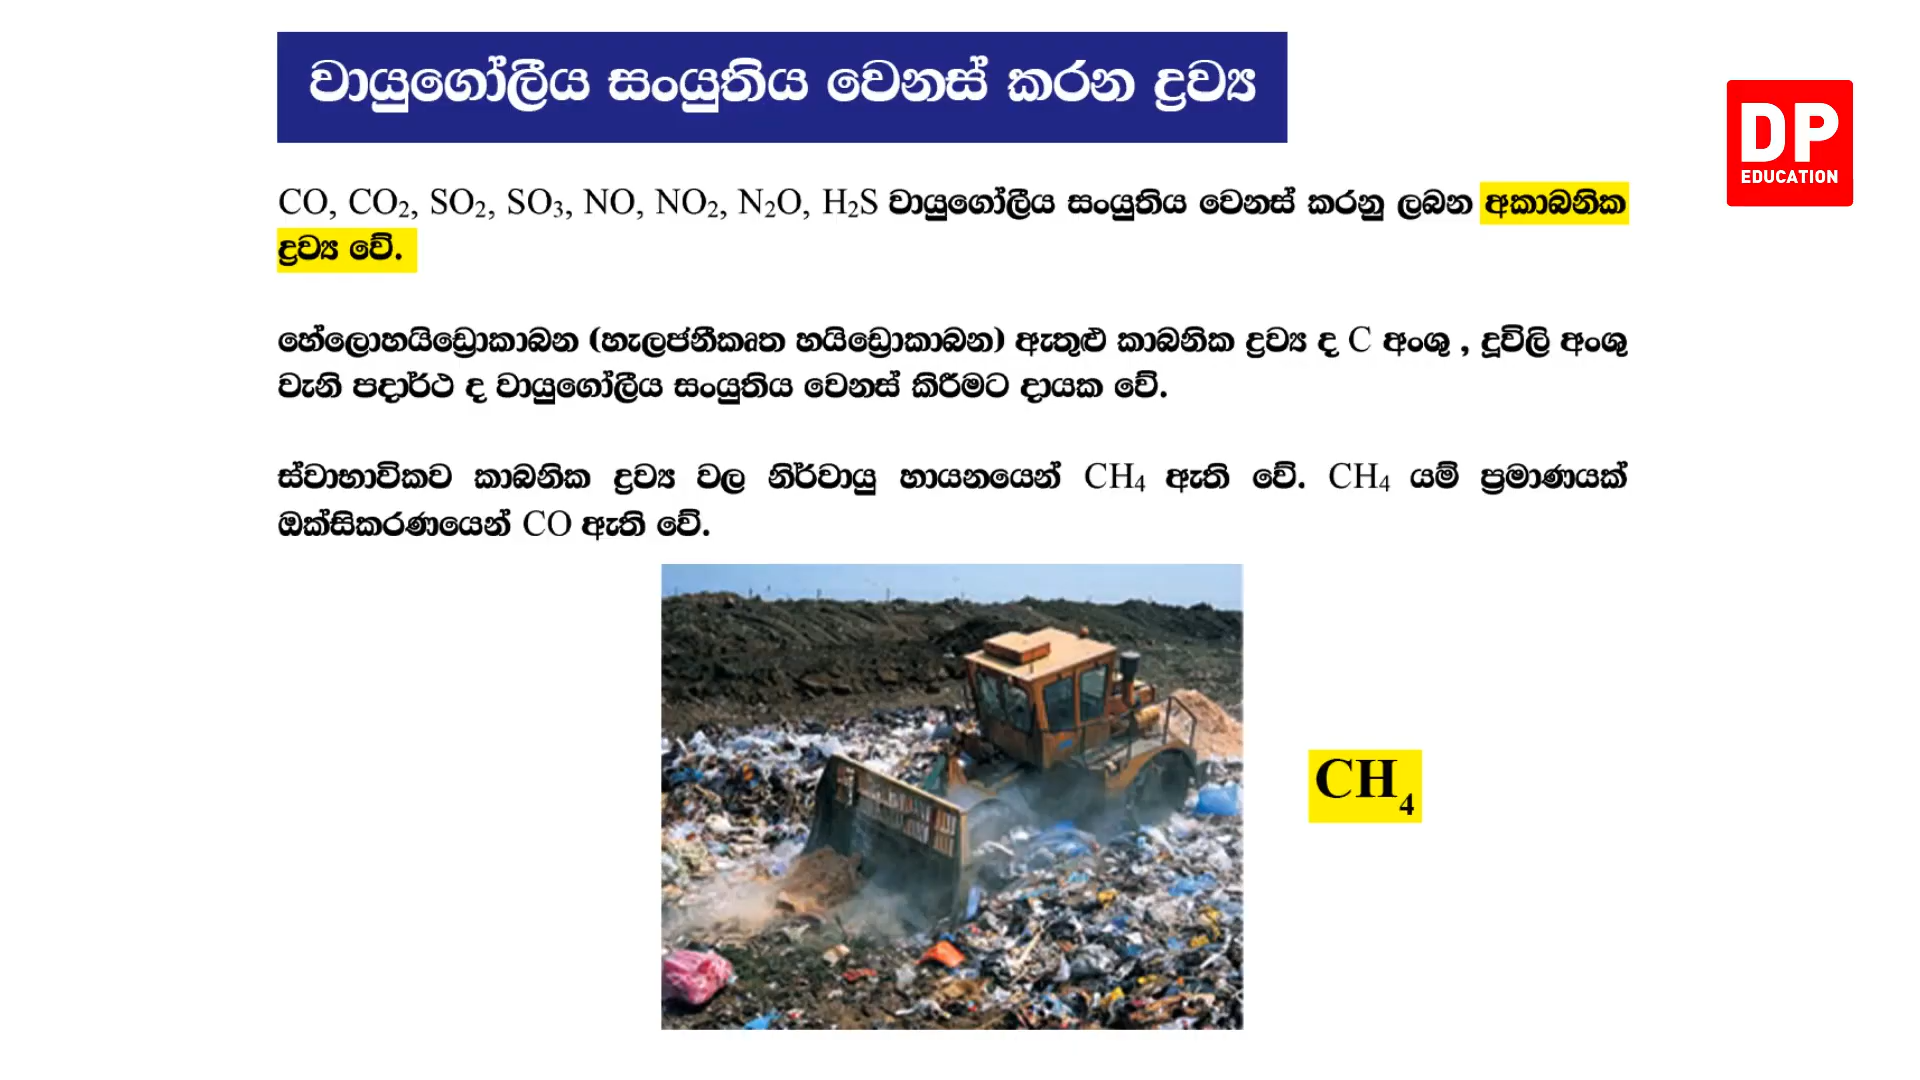 වායුගෝලීය සංයුතිය වෙනස් කරන ද්‍රව්‍ය
DP
EDUCATION
CO, CO₂, SO₂, SO₃, NO, NO₂, N₂O, H₂S වායුගෝලීය සංයුතිය වෙනස් කරනු ලබන අකාබනික
ද්‍රව්‍ය වේ.
හේලොහයිඩ්‍රොකාබන (හැලජනීකෘත හයිඩ්‍රොකාබන) ඇතුළු කාබනික ද්‍රව්‍ය ද C අංශු , දූවිලි අංශු
වැනි පදාර්ථ ද වායුගෝලීය සංයුතිය වෙනස් කිරීමට දායක වේ.
ස්වාභාවිකව කාබනික ද්‍රව්‍ය වල නිර්වායු හායනයෙන් CH₄ ඇති වේ. CH₄ යම් ප්‍රමාණයක්
ඔක්සිකරණයෙන් CO ඇති වේ.
CH₄